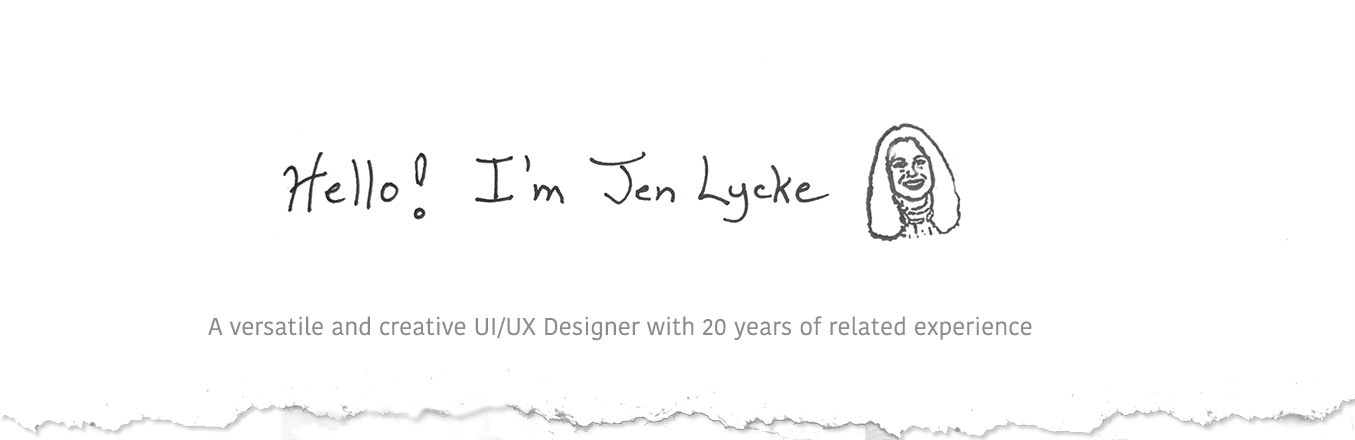 Hello! I'm Jen Lycke
A versatile and creative UI/UX Designer with 20 years of related experience